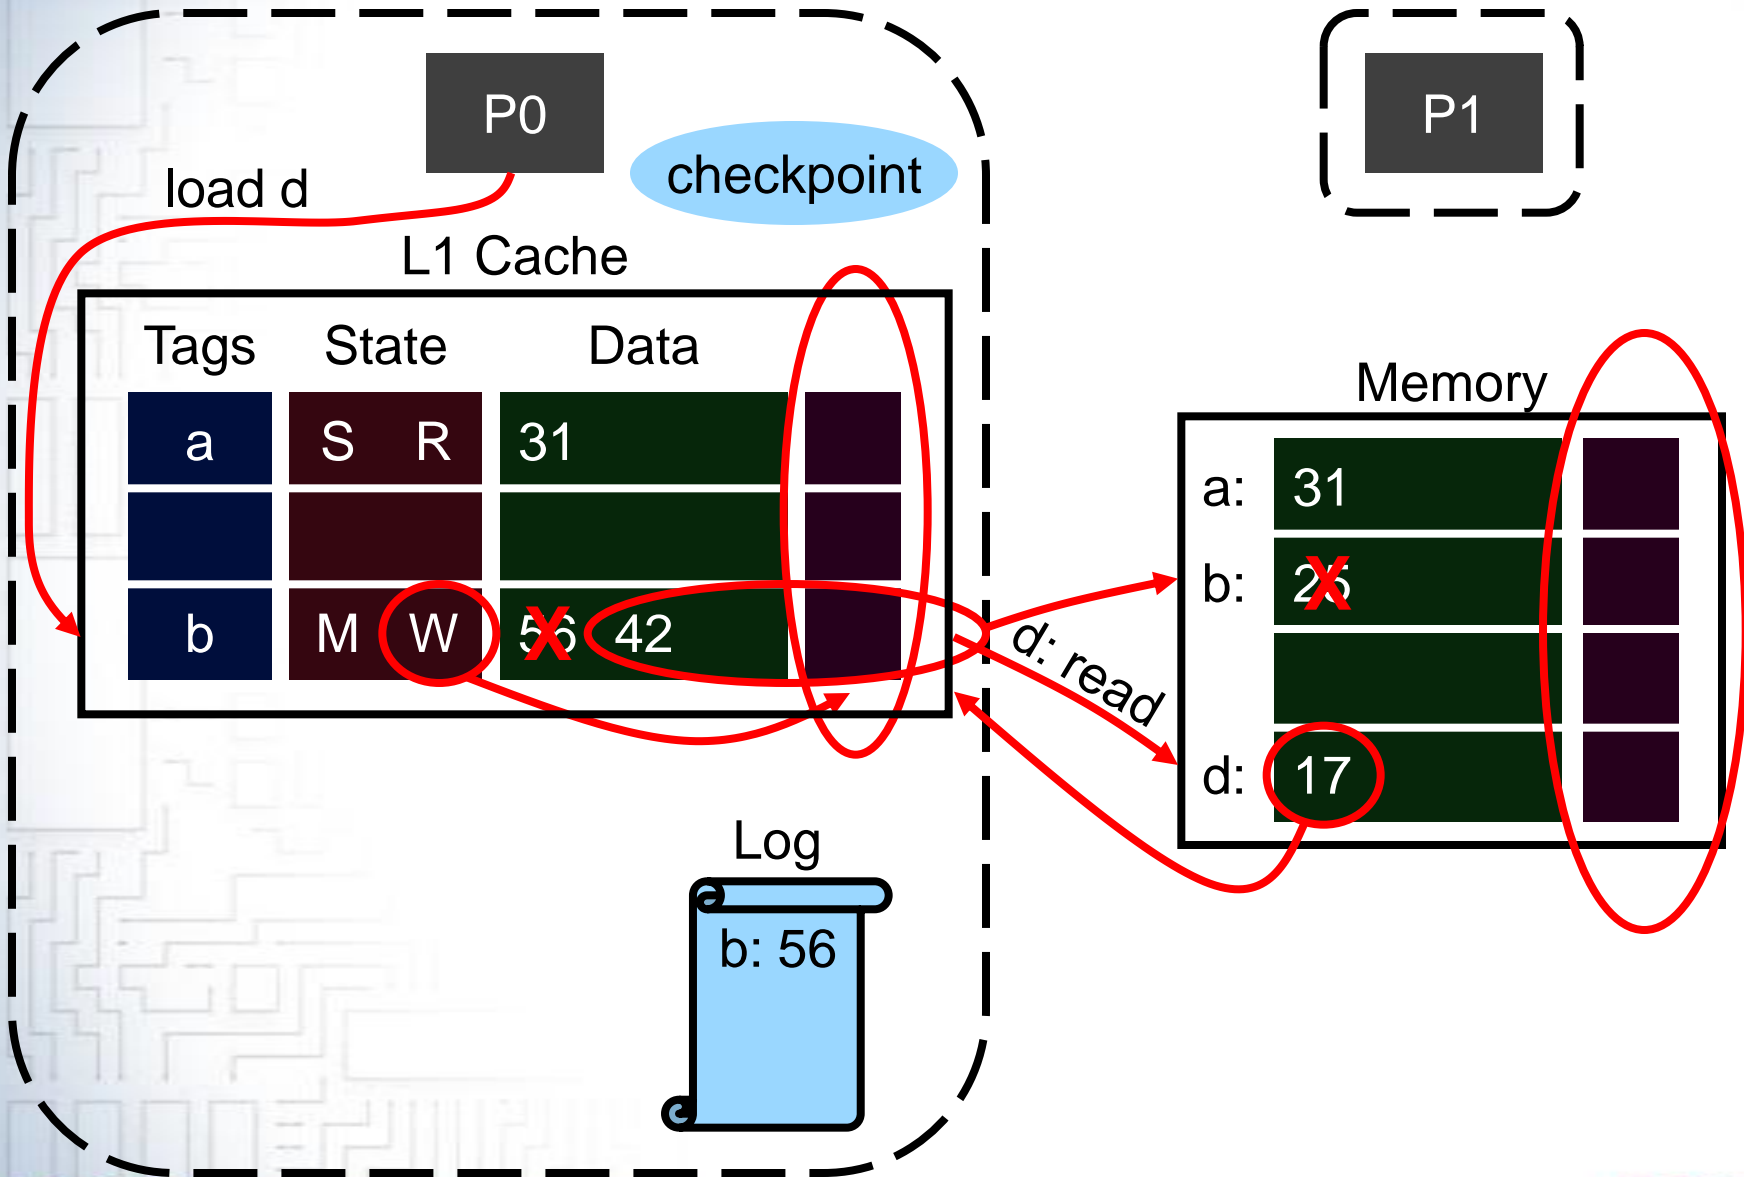 P0
P1
checkpoint
load d
L1 Cache
Tags State Data
a S R 31
b M W 56 X 42
Memory
a: 31
b: 25 X
d: 17
d: read
Log
b: 56